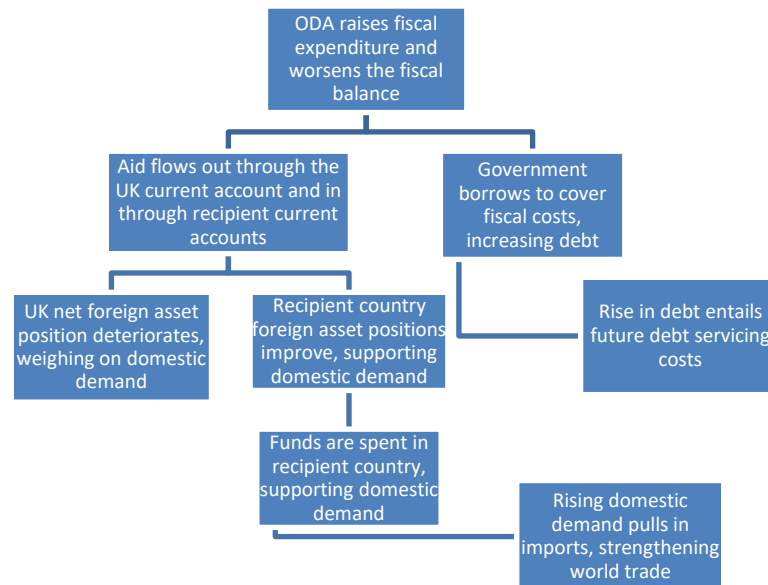 ODA raises fiscal
expenditure and
worsens the fiscal
balance
Aid flows out through the
UK current account and in
through recipient current
accounts
Government
borrows to cover
fiscal costs,
increasing debt
UK net foreign asset
position deteriorates,
weighing on domestic
demand
Recipient country
foreign asset positions
improve, supporting
domestic demand
Rise in debt entails
future debt servicing
costs
Funds are spent in
recipient country,
supporting domestic
demand
Rising domestic
demand pulls in
imports, strengthening
world trade